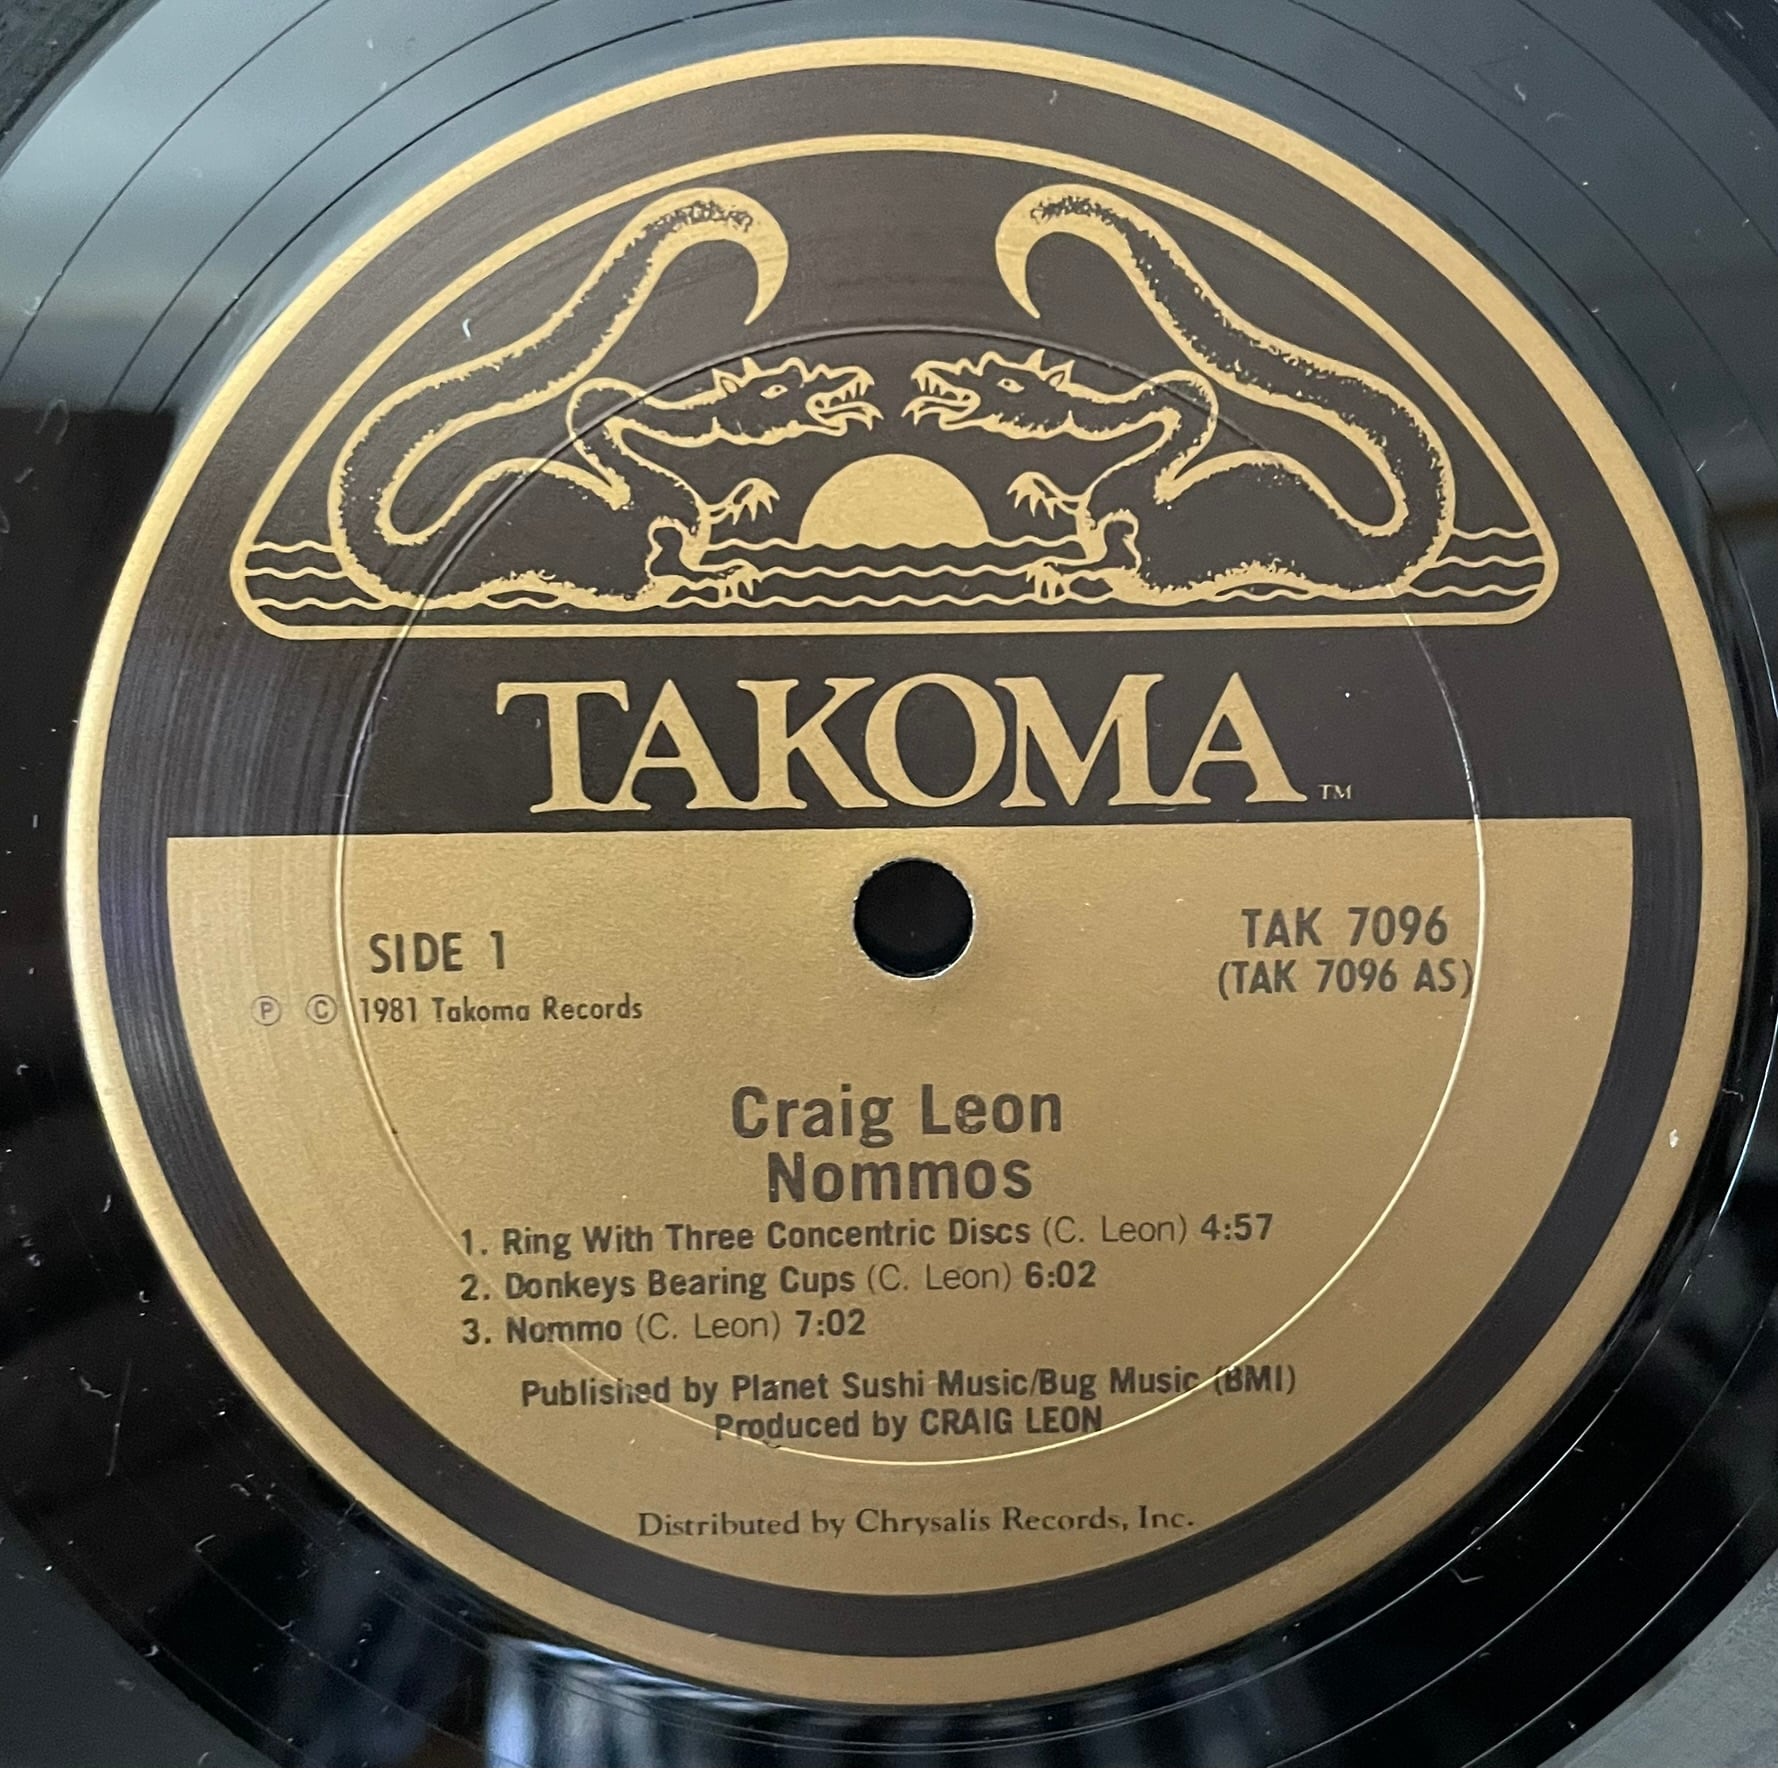 TAKOMA™
SIDE 1
Ⓟ Ⓒ 1981 Takoma Records
TAK 7096
(TAK 7096 AS)
Craig Leon
Nommos
1. Ring With Three Concentric Discs (C. Leon) 4:57
2. Donkeys Bearing Cups (C. Leon) 6:02
3. Nommo (C. Leon) 7:02
Published by Planet Sushi Music/Bug Music (BMI)
Produced by CRAIG LEON
Distributed by Chrysalis Records, Inc.